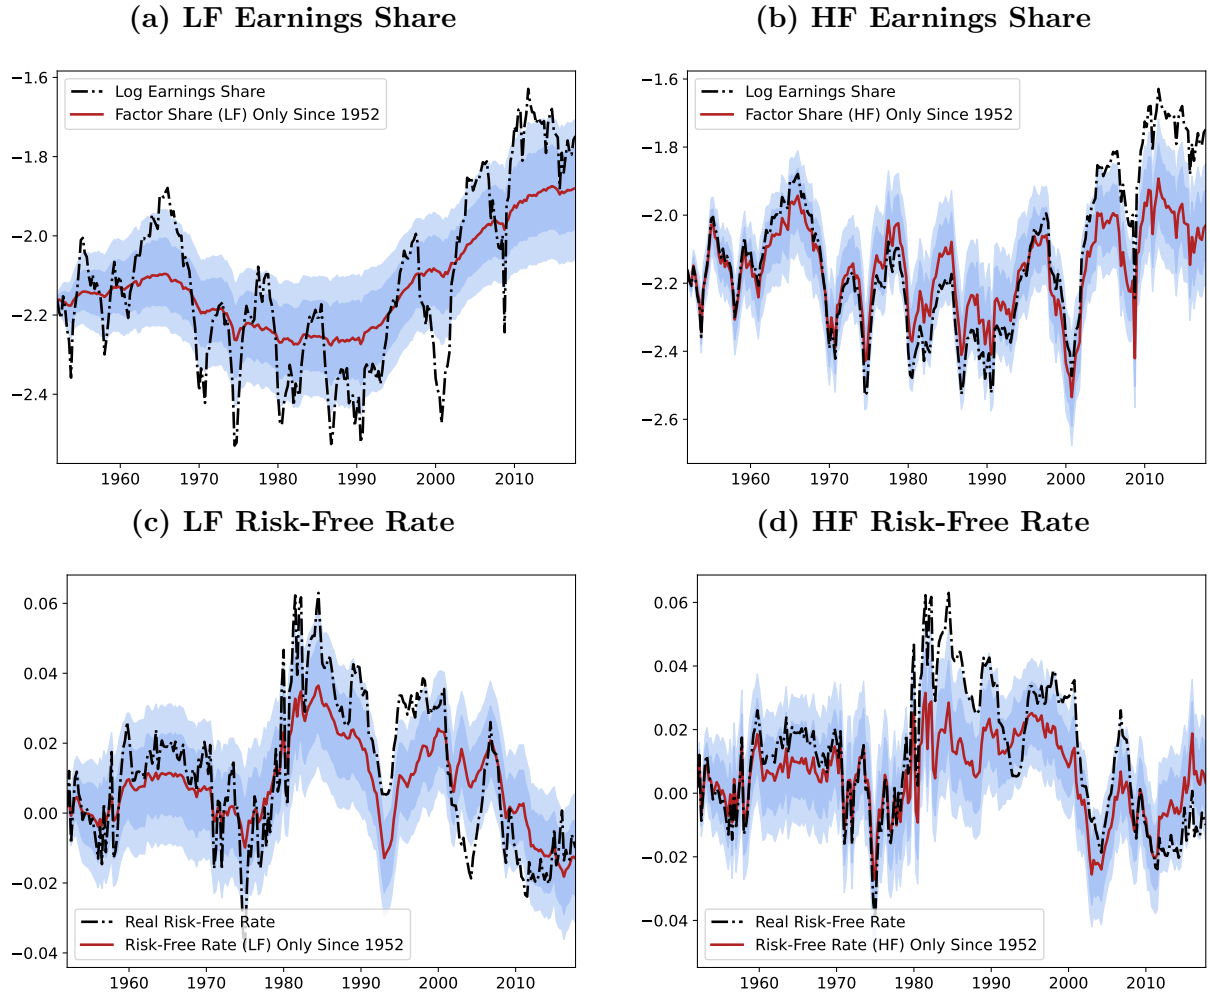 (a) LF Earnings Share
−1.6
−1.8
−2.0
−2.2
−2.4
Log Earnings Share
Factor Share (LF) Only Since 1952
1960 1970 1980 1990 2000 2010
(b) HF Earnings Share
−1.6
−1.8
−2.0
−2.2
−2.4
−2.6
Log Earnings Share
Factor Share (HF) Only Since 1952
1960 1970 1980 1990 2000 2010
(c) LF Risk-Free Rate
0.06
0.04
0.02
0.00
−0.02
−0.04
Real Risk-Free Rate
Risk-Free Rate (LF) Only Since 1952
1960 1970 1980 1990 2000 2010
(d) HF Risk-Free Rate
0.06
0.04
0.02
0.00
−0.02
−0.04
Real Risk-Free Rate
Risk-Free Rate (HF) Only Since 1952
1960 1970 1980 1990 2000 2010